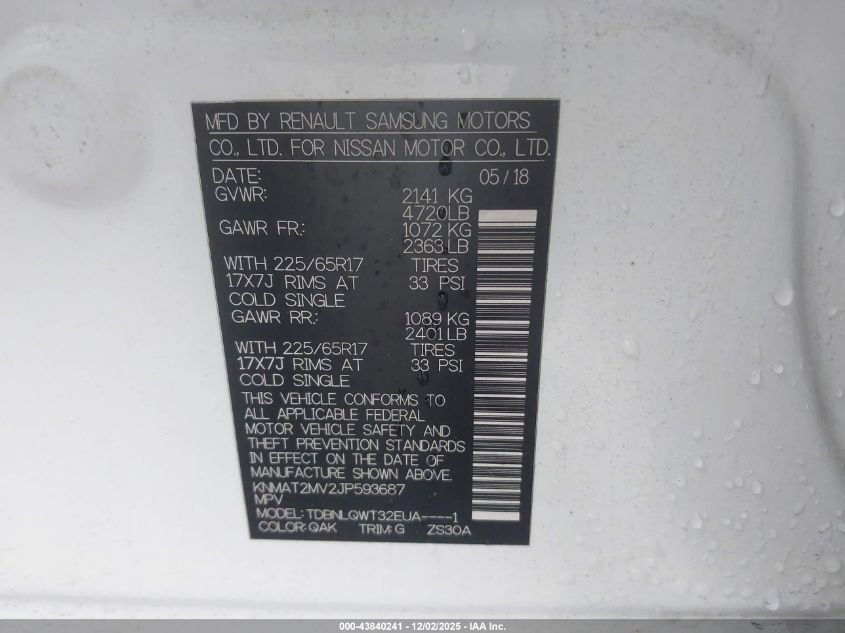 MFD BY RENAULT SAMSUNG MOTORS
CO., LTD. FOR NISSAN MOTOR CO., LTD.
DATE: 05/18
GVWR: 2141 KG
4720LB
GAWR FR.: 1072 KG
2363LB
WITH 225/65R17 TIRES
17X7J RIMS AT 33 PSI
COLD SINGLE
GAWR RR.: 1089 KG
2401LB
WITH 225/65R17 TIRES
17X7J RIMS AT 33 PSI
COLD SINGLE
THIS VEHICLE CONFORMS TO
ALL APPLICABLE FEDERAL
MOTOR VEHICLE SAFETY AND
THEFT PREVENTION STANDARDS
IN EFFECT ON THE DATE OF
MANUFACTURE SHOWN ABOVE.
KNMAT2MV2JP593687
MPV
MODEL: TDBNLQWT32EUA----1
COLOR: QAK TRIM: G ZS30A
000-43840241 - 12/02/2025 - IAA Inc.